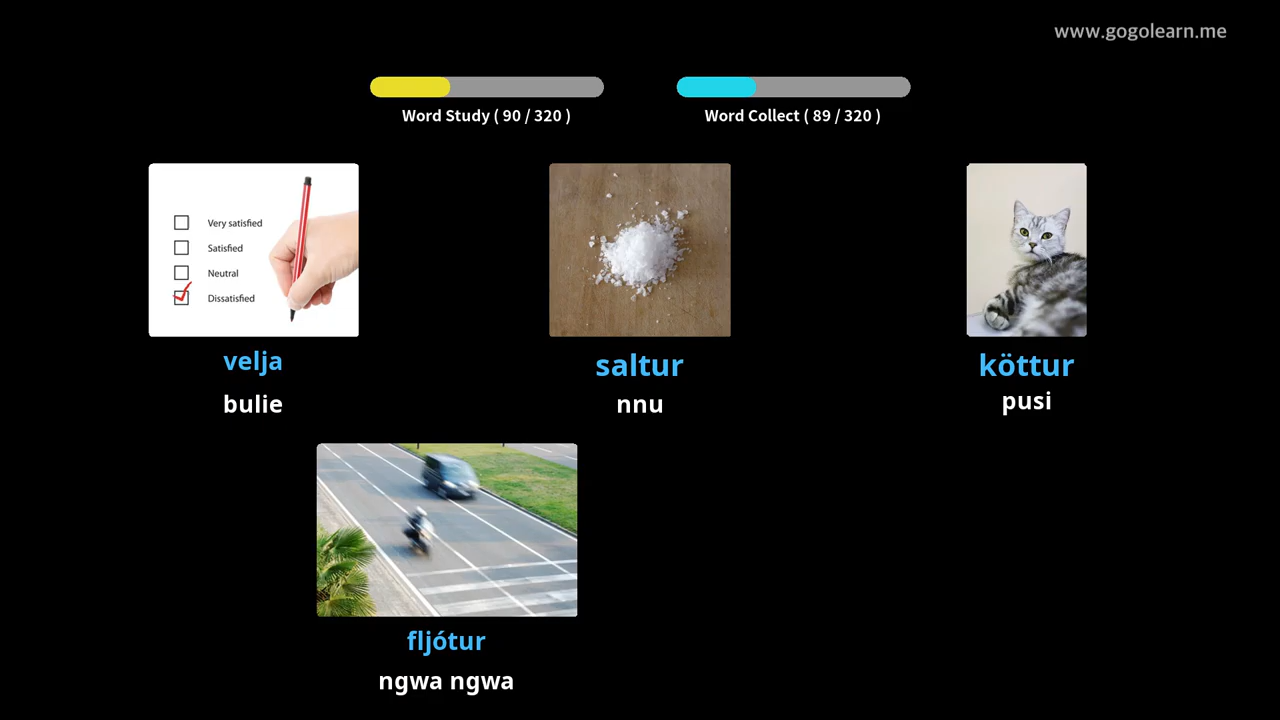 www.gogolearn.me
Word Study ( 90 / 320 )
Word Collect ( 89 / 320 )
Very satisfied
Satisfied
Neutral
Dissatisfied
velja
saltur
köttur
bulie
nnu
pusi
fljótur
ngwa ngwa